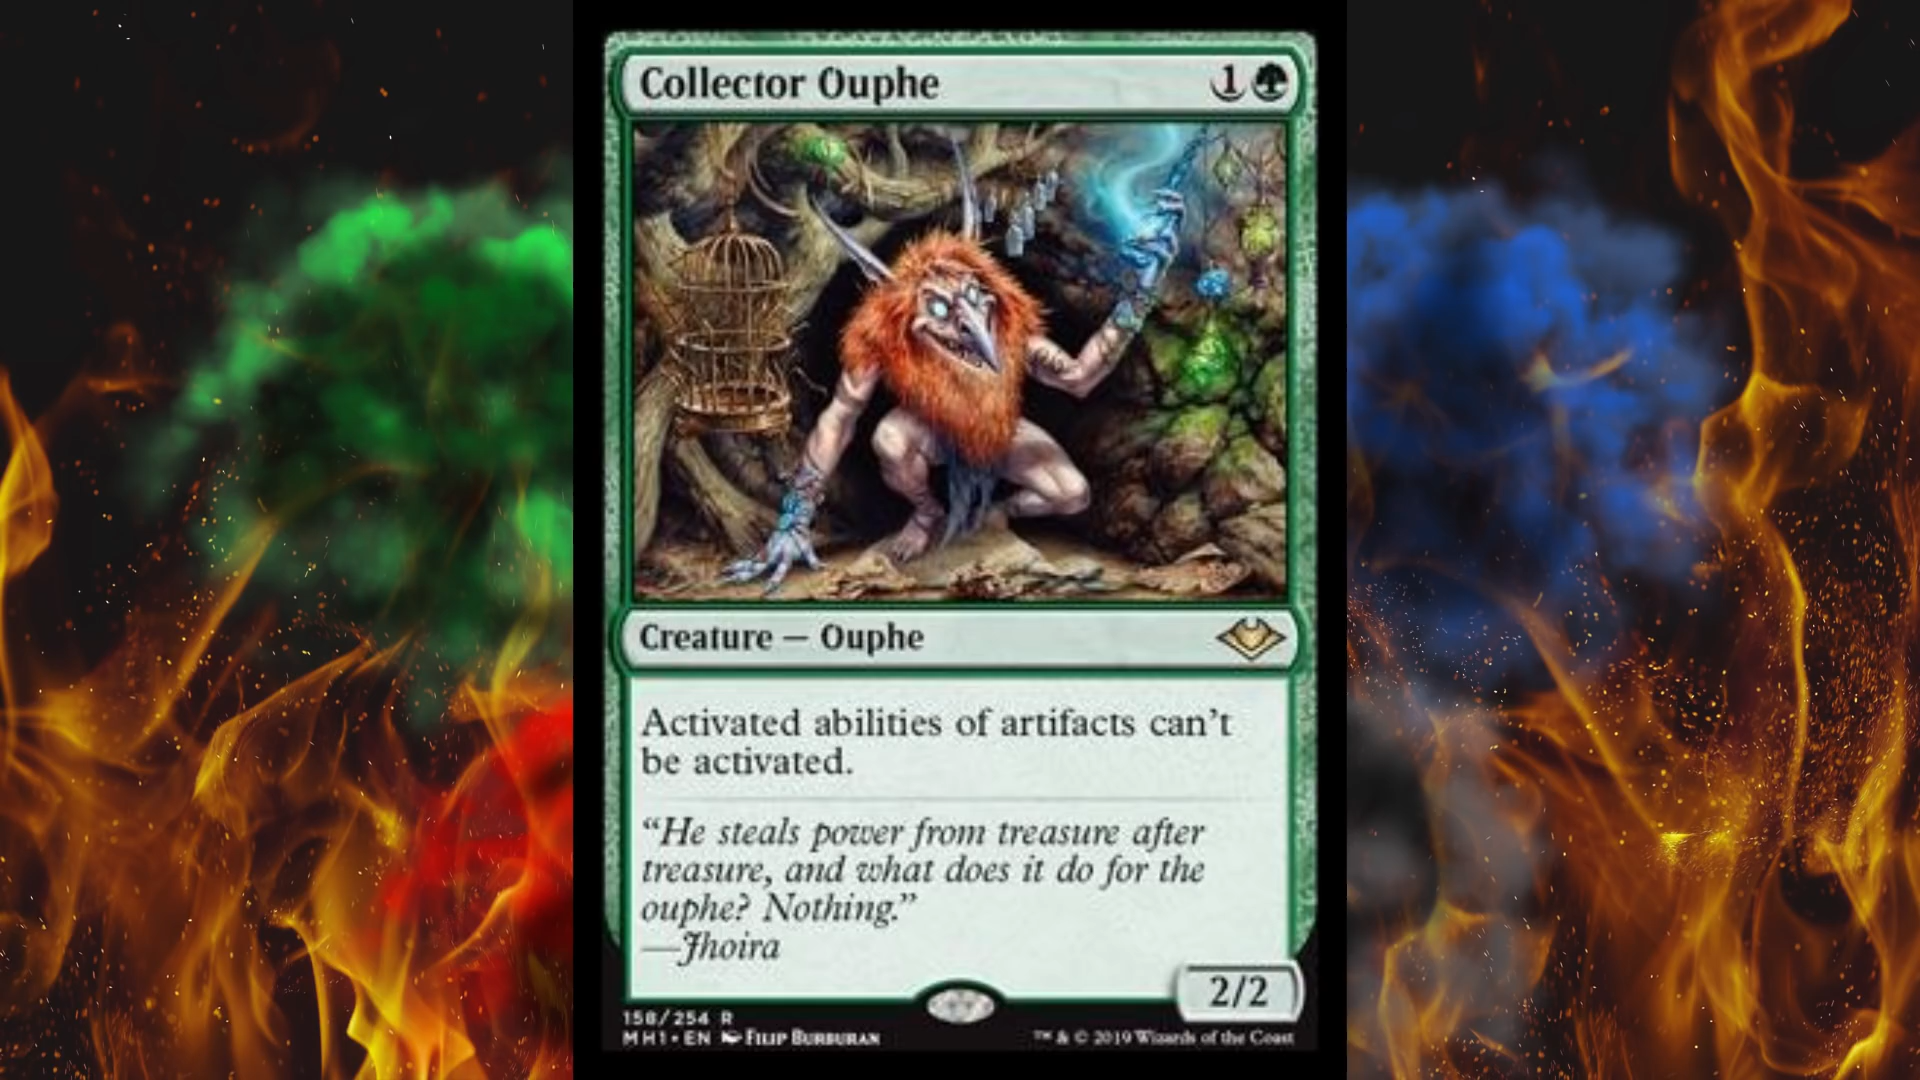 Collector Ouphe 1
Creature — Ouphe
Activated abilities of artifacts can't
be activated.
“He steals power from treasure after
treasure, and what does it do for the
ouphe? Nothing.”
—Jhoira
2/2
158/254 R
MH1 • EN Filip Burburan
™ & © 2019 Wizards of the Coast